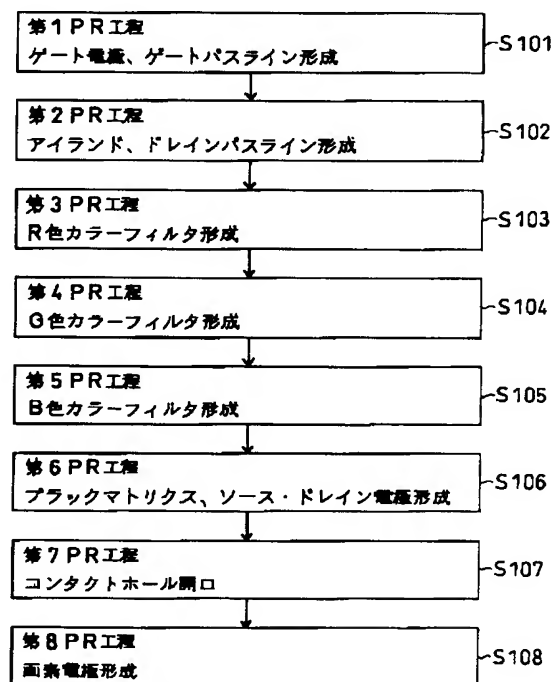 第1PR工程
ゲート電極、ゲートバスライン形成
S101
第2PR工程
アイランド、ドレインバスライン形成
S102
第3PR工程
R色カラーフィルタ形成
S103
第4PR工程
G色カラーフィルタ形成
S104
第5PR工程
B色カラーフィルタ形成
S105
第6PR工程
ブラックマトリクス、ソース・ドレイン電極形成
S106
第7PR工程
コンタクトホール開口
S107
第8PR工程
画素電極形成
S108